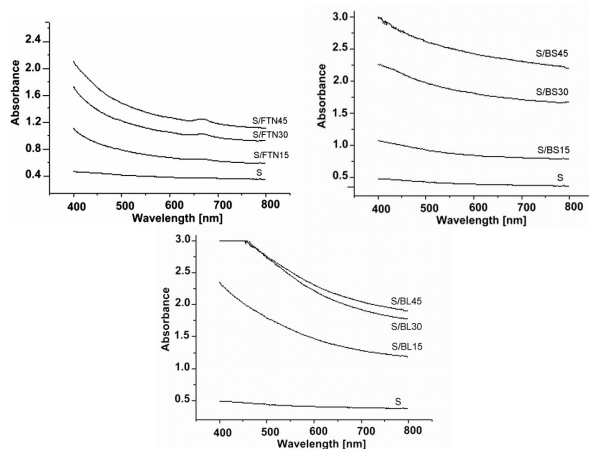 Absorbance
2.4
2.0
1.6
1.2
0.8
0.4
S/FTN45
S/FTN30
S/FTN15
S
400 500 600 700 800
Wavelength [nm]
Absorbance
3.0
2.5
2.0
1.5
1.0
0.5
S/BS45
S/BS30
S/BS15
S
400 500 600 700 800
Wavelength [nm]
Absorbance
3.0
2.5
2.0
1.5
1.0
0.5
S/BL45
S/BL30
S/BL15
S
400 500 600 700 800
Wavelength [nm]